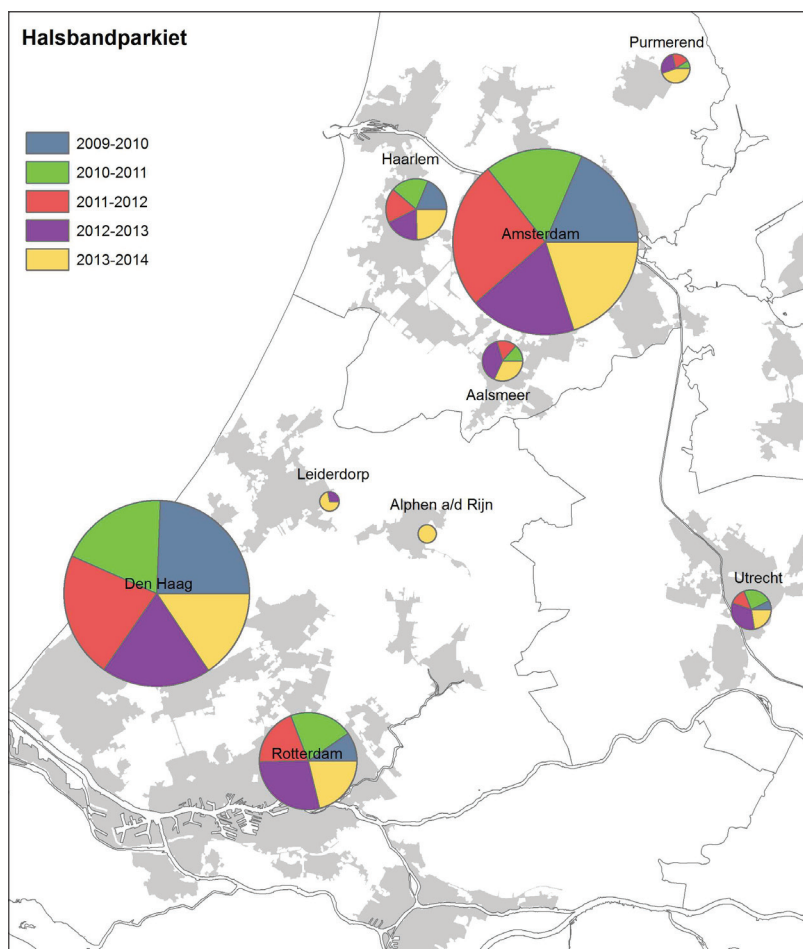 Halsbandparkiet
2009-2010
2010-2011
2011-2012
2012-2013
2013-2014
Purmerend
Haarlem
Amsterdam
Aalsmeer
Leiderdorp
Alphen a/d Rijn
Den Haag
Utrecht
Rotterdam